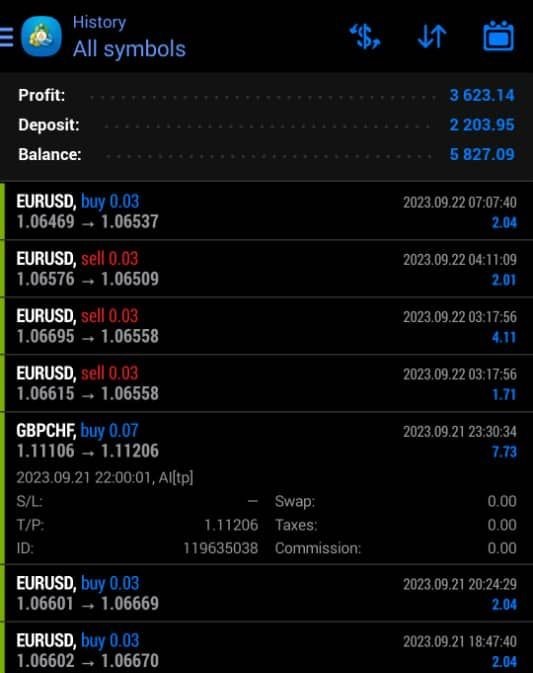 History
All symbols
Profit: 3 623.14
Deposit: 2 203.95
Balance: 5 827.09
EURUSD, buy 0.03 2023.09.22 07:07:40
1.06469 → 1.06537 2.04
EURUSD, sell 0.03 2023.09.22 04:11:09
1.06576 → 1.06509 2.01
EURUSD, sell 0.03 2023.09.22 03:17:56
1.06695 → 1.06558 4.11
EURUSD, sell 0.03 2023.09.22 03:17:56
1.06615 → 1.06558 1.71
GBPCHF, buy 0.07 2023.09.21 23:30:34
1.11106 → 1.11206 7.73
2023.09.21 22:00:01, AI[tp]
S/L: – Swap: 0.00
T/P: 1.11206 Taxes: 0.00
ID: 119635038 Commission: 0.00
EURUSD, buy 0.03 2023.09.21 20:24:29
1.06601 → 1.06669 2.04
EURUSD, buy 0.03 2023.09.21 18:47:40
1.06602 → 1.06670 2.04